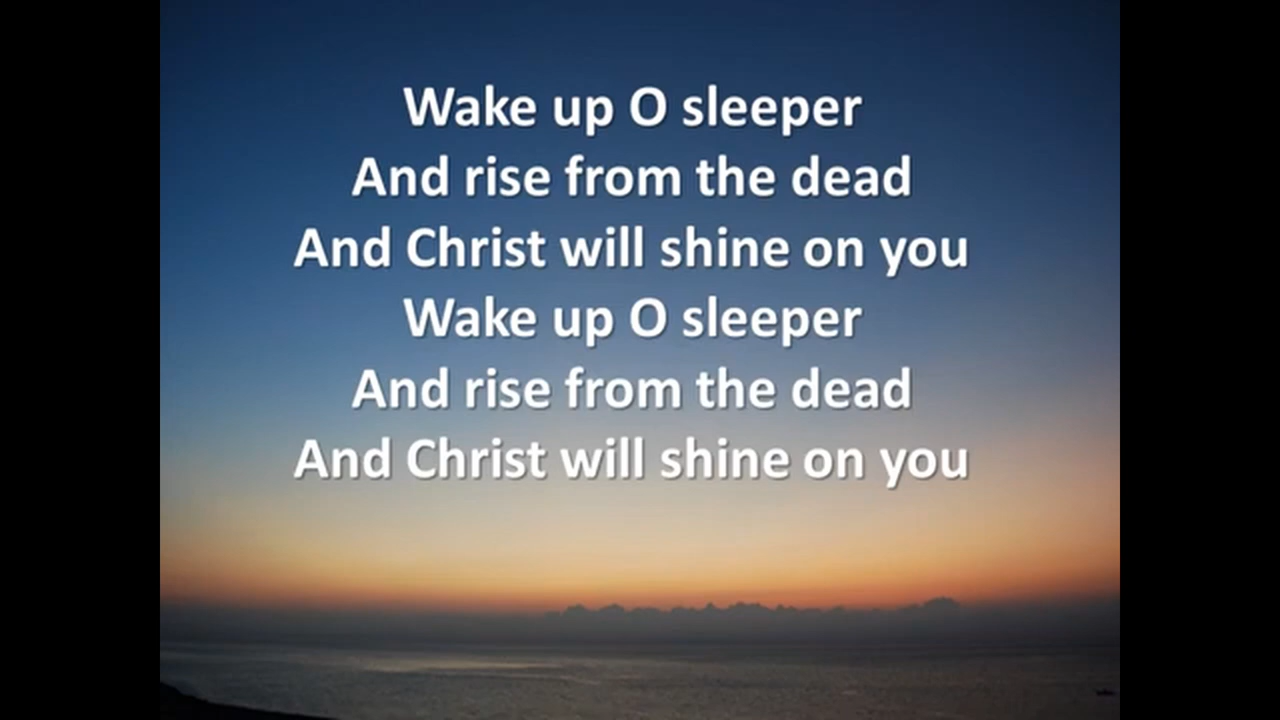 Wake up O sleeper
And rise from the dead
And Christ will shine on you
Wake up O sleeper
And rise from the dead
And Christ will shine on you